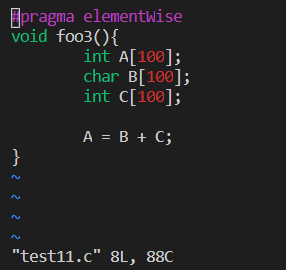 #pragma elementWise
void foo3(){
        int A[100];
        char B[100];
        int C[100];

        A = B + C;
}
~
~
~
~
"test11.c" 8L, 88C